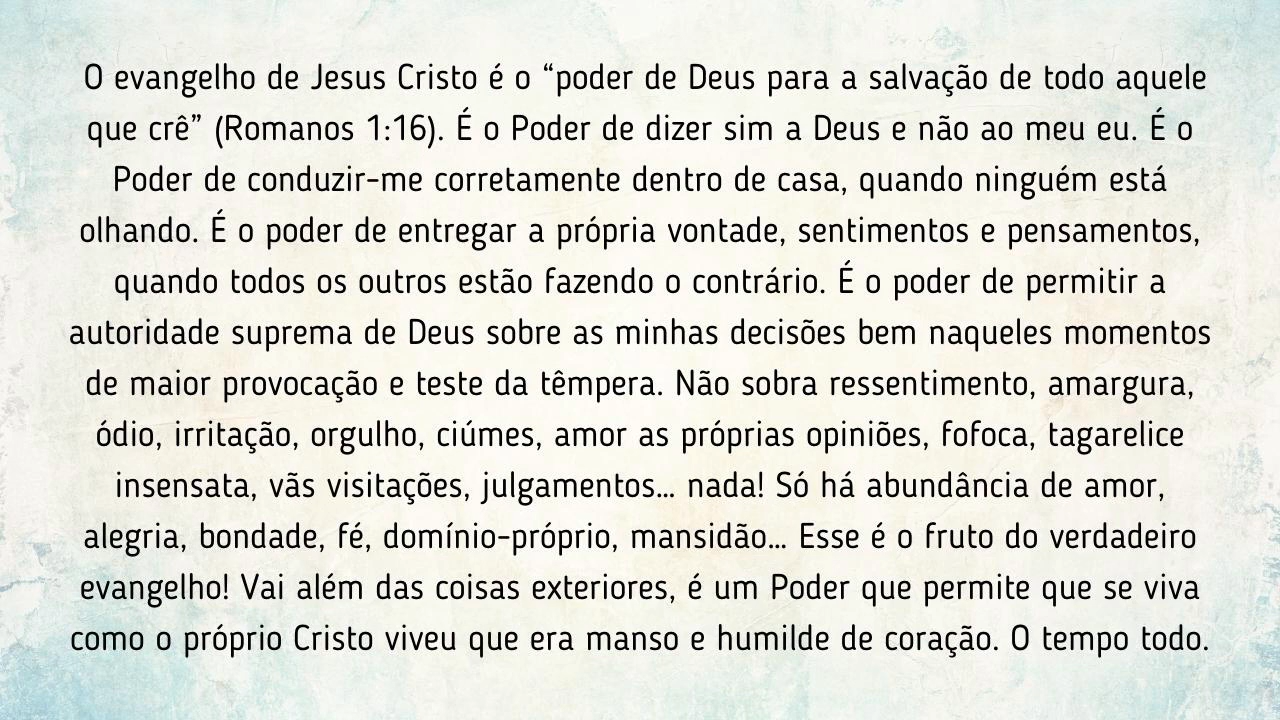 O evangelho de Jesus Cristo é o “poder de Deus para a salvação de todo aquele
que crê” (Romanos 1:16). É o Poder de dizer sim a Deus e não ao meu eu. É o
Poder de conduzir-me corretamente dentro de casa, quando ninguém está
olhando. É o poder de entregar a própria vontade, sentimentos e pensamentos,
quando todos os outros estão fazendo o contrário. É o poder de permitir a
autoridade suprema de Deus sobre as minhas decisões bem naqueles momentos
de maior provocação e teste da têmpera. Não sobra ressentimento, amargura,
ódio, irritação, orgulho, ciúmes, amor as próprias opiniões, fofoca, tagarelice
insensata, vãs visitações, julgamentos... nada! Só há abundância de amor,
alegria, bondade, fé, domínio-próprio, mansidão... Esse é o fruto do verdadeiro
evangelho! Vai além das coisas exteriores, é um Poder que permite que se viva
como o próprio Cristo viveu que era manso e humilde de coração. O tempo todo.